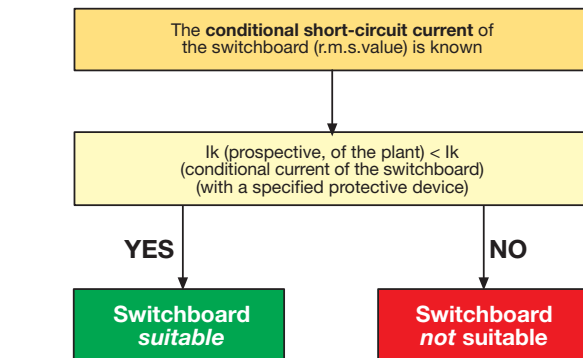 The conditional short-circuit current of
the switchboard (r.m.s.value) is known
Ik (prospective, of the plant) < Ik
(conditional current of the switchboard)
(with a specified protective device)
YES
NO
Switchboard
suitable
Switchboard
not suitable